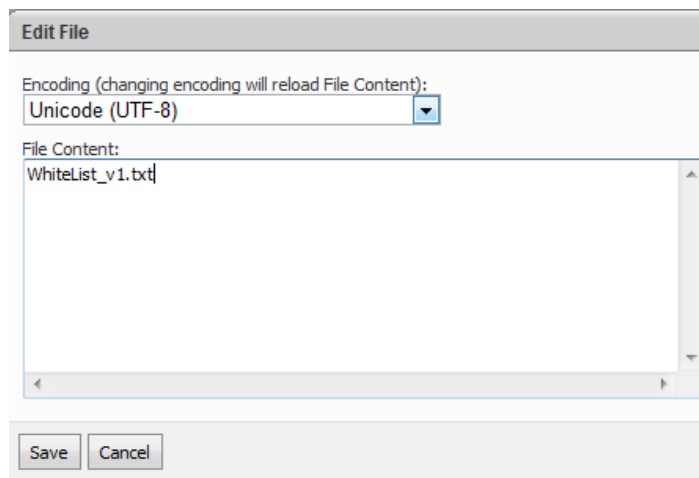 Edit File
Encoding (changing encoding will reload File Content):
Unicode (UTF-8)
File Content:
WhiteList_v1.txt
Save
Cancel